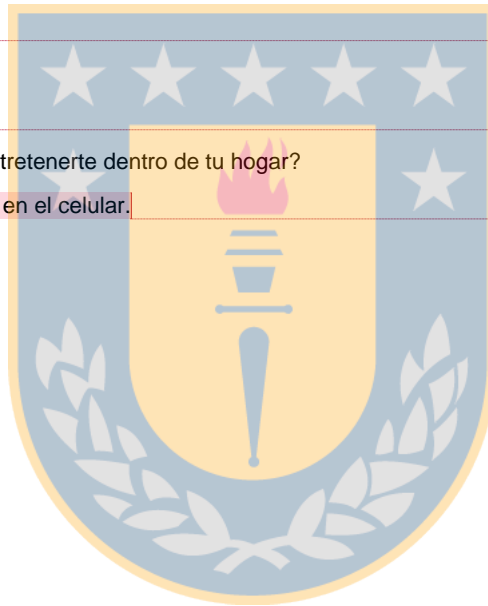 tretenerte dentro de tu hogar?
en el celular.